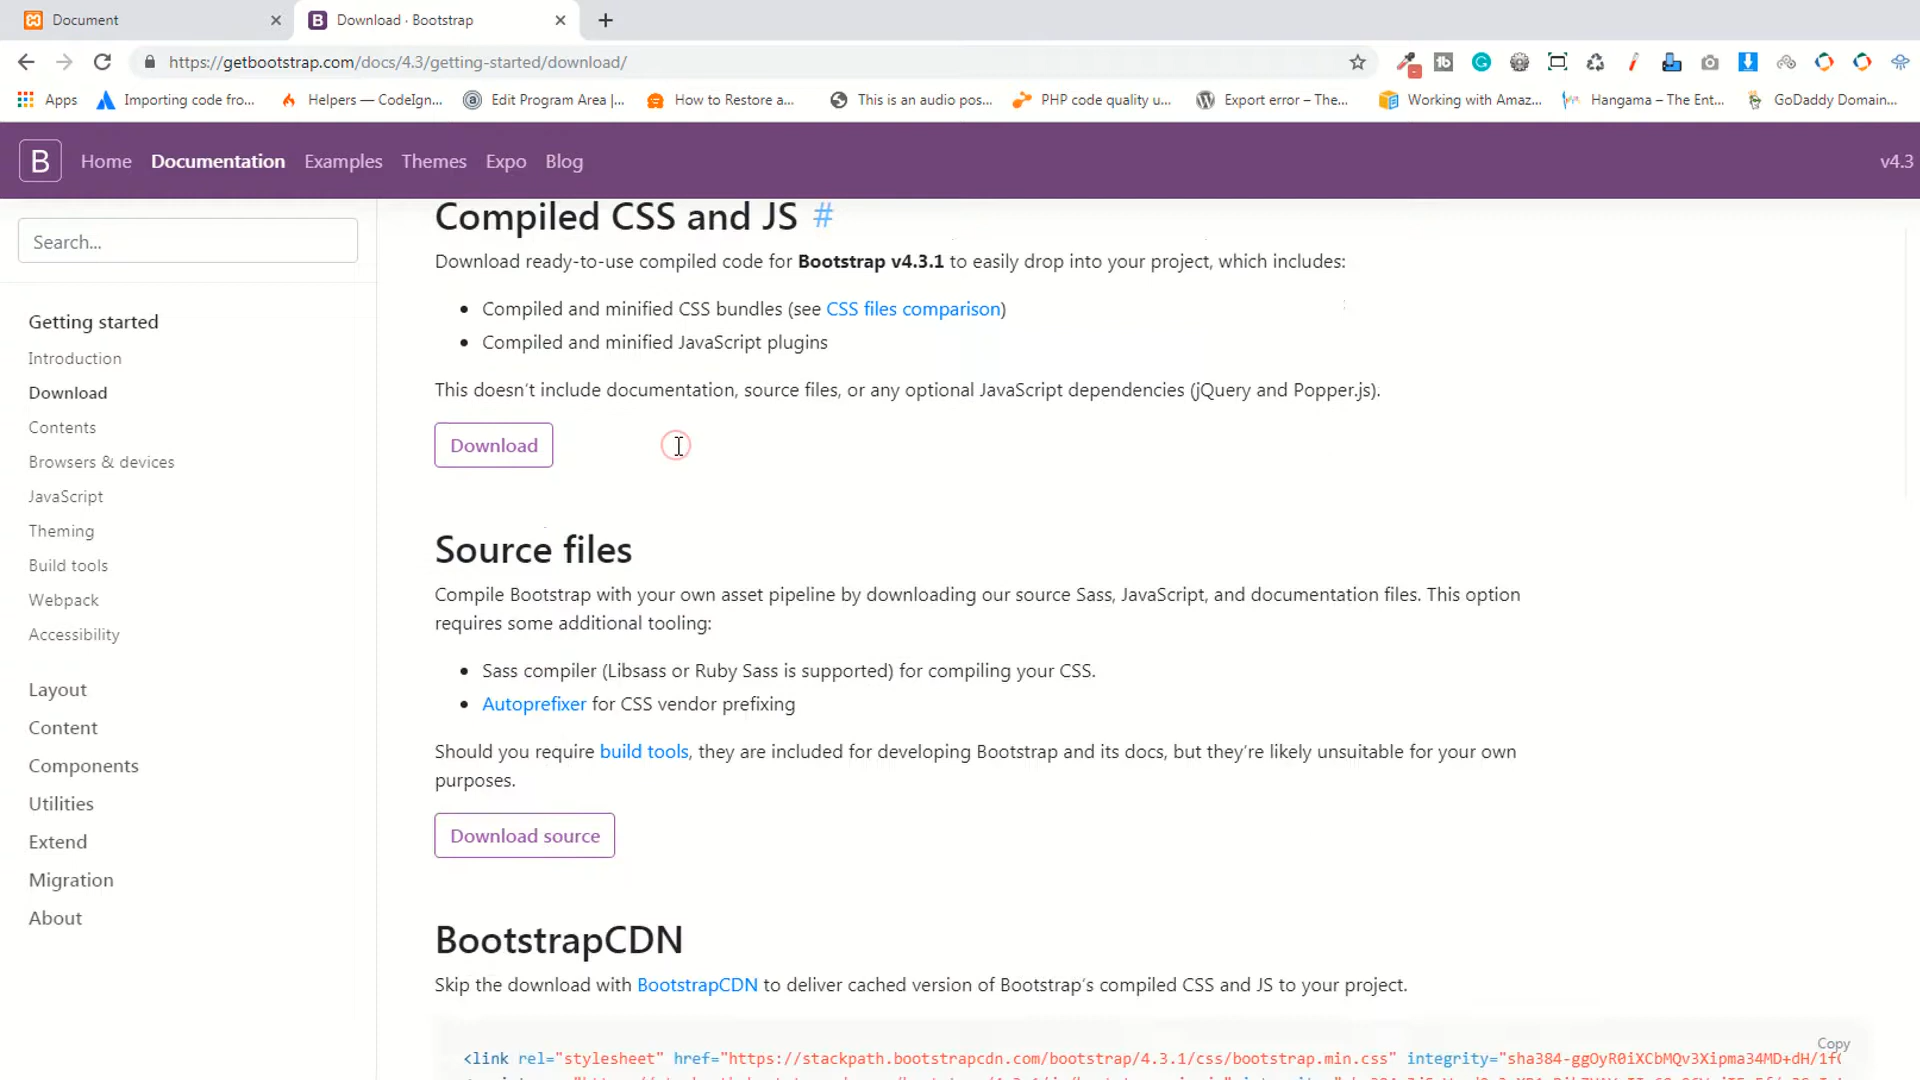 Document
Download · Bootstrap
https://getbootstrap.com/docs/4.3/getting-started/download/
Apps
Importing code fro...
Helpers — CodeIgn...
Edit Program Area |...
How to Restore a...
This is an audio pos...
PHP code quality u...
Export error – The...
Working with Amaz...
Hangama – The Ent...
GoDaddy Domain...
B Home Documentation Examples Themes Expo Blog v4.3
Search...
Getting started
Introduction
Download
Contents
Browsers & devices
JavaScript
Theming
Build tools
Webpack
Accessibility
Layout
Content
Components
Utilities
Extend
Migration
About
Compiled CSS and JS #
Download ready-to-use compiled code for Bootstrap v4.3.1 to easily drop into your project, which includes:
• Compiled and minified CSS bundles (see CSS files comparison)
• Compiled and minified JavaScript plugins
This doesn't include documentation, source files, or any optional JavaScript dependencies (jQuery and Popper.js).
Download
Source files
Compile Bootstrap with your own asset pipeline by downloading our source Sass, JavaScript, and documentation files. This option
requires some additional tooling:
• Sass compiler (Libsass or Ruby Sass is supported) for compiling your CSS.
• Autoprefixer for CSS vendor prefixing
Should you require build tools, they are included for developing Bootstrap and its docs, but they're likely unsuitable for your own
purposes.
Download source
BootstrapCDN
Skip the download with BootstrapCDN to deliver cached version of Bootstrap's compiled CSS and JS to your project.
Copy
<link rel="stylesheet" href="https://stackpath.bootstrapcdn.com/bootstrap/4.3.1/css/bootstrap.min.css" integrity="sha384-ggOyR0iXCbMQv3Xipma34MD+dH/1f